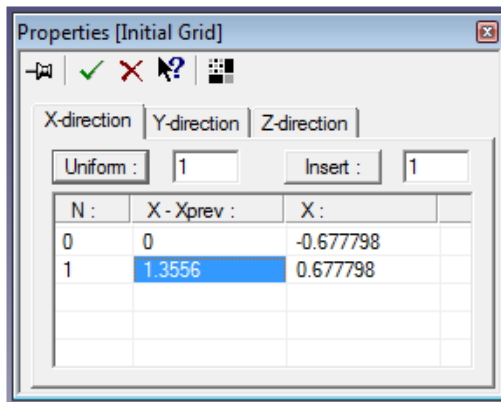 Properties [Initial Grid]
X-direction Y-direction Z-direction
Uniform : 1 Insert : 1
N : X - Xprev : X :
0 0 -0.677798
1 1.3556 0.677798